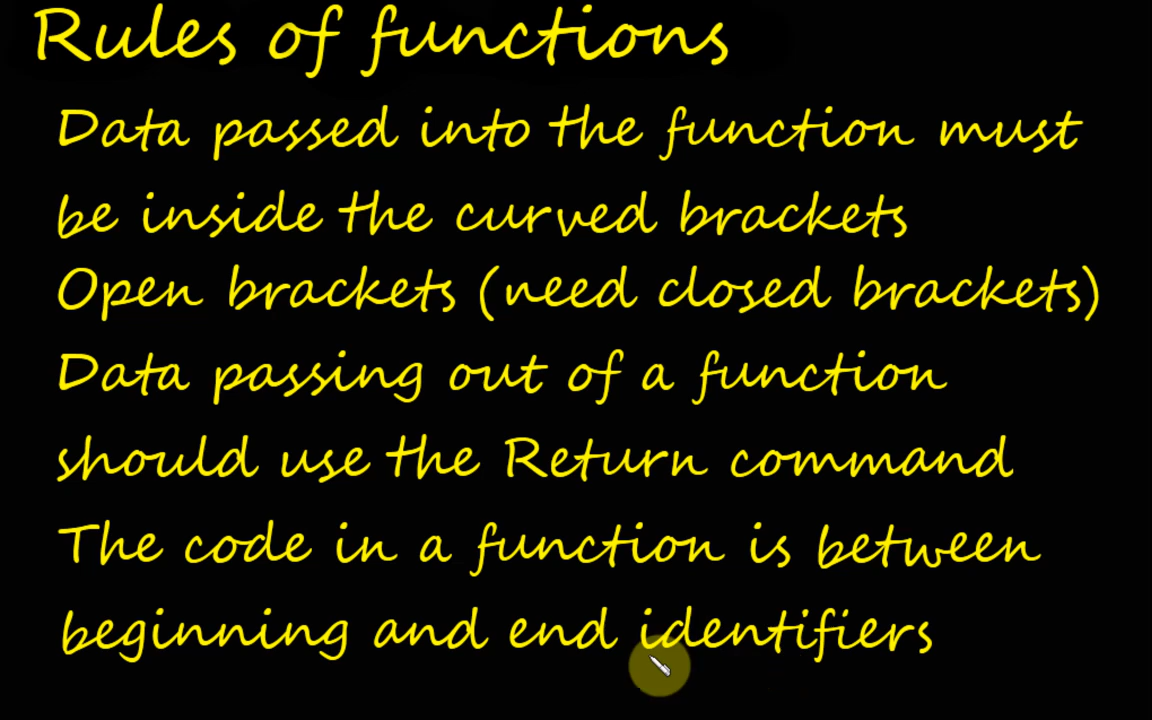 Rules of functions
Data passed into the function must
be inside the curved brackets
Open brackets (need closed brackets)
Data passing out of a function
should use the Return command
The code in a function is between
beginning and end identifiers